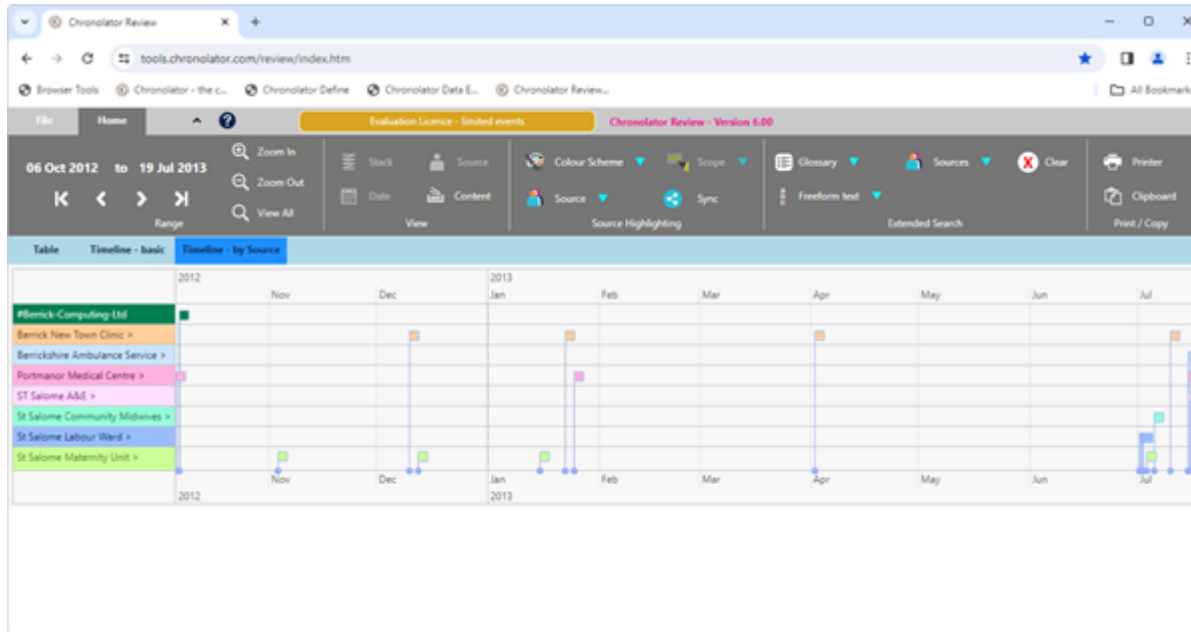 Chronolator Review
tools.chronolator.com/review/index.htm
Browser Tools Chronolator - the c... Chronolator Define Chronolator Data E... Chronolator Review... All Bookmark
File Home ? Evaluation Licence - limited events Chronolator Review - Version 6.00
06 Oct 2012 to 19 Jul 2013
Zoom In
Zoom Out
View All
Range
Stack Source
Date Content
View
Colour Scheme Scope
Source Sync
Source Highlighting
Glossary Sources Clear
Freeform text
Extended Search
Printer
Clipboard
Print / Copy
Table Timeline - basic Timeline - by Source
2012 2013
Nov Dec Jan Feb Mar Apr May Jun Jul
#Berrick-Computing-Ltd
Berrick New Town Clinic >
Berrickshire Ambulance Service >
Portmanor Medical Centre >
ST Salome A&E >
St Salome Community Midwives >
St Salome Labour Ward >
St Salome Maternity Unit >
Nov Dec Jan Feb Mar Apr May Jun Jul
2012 2013